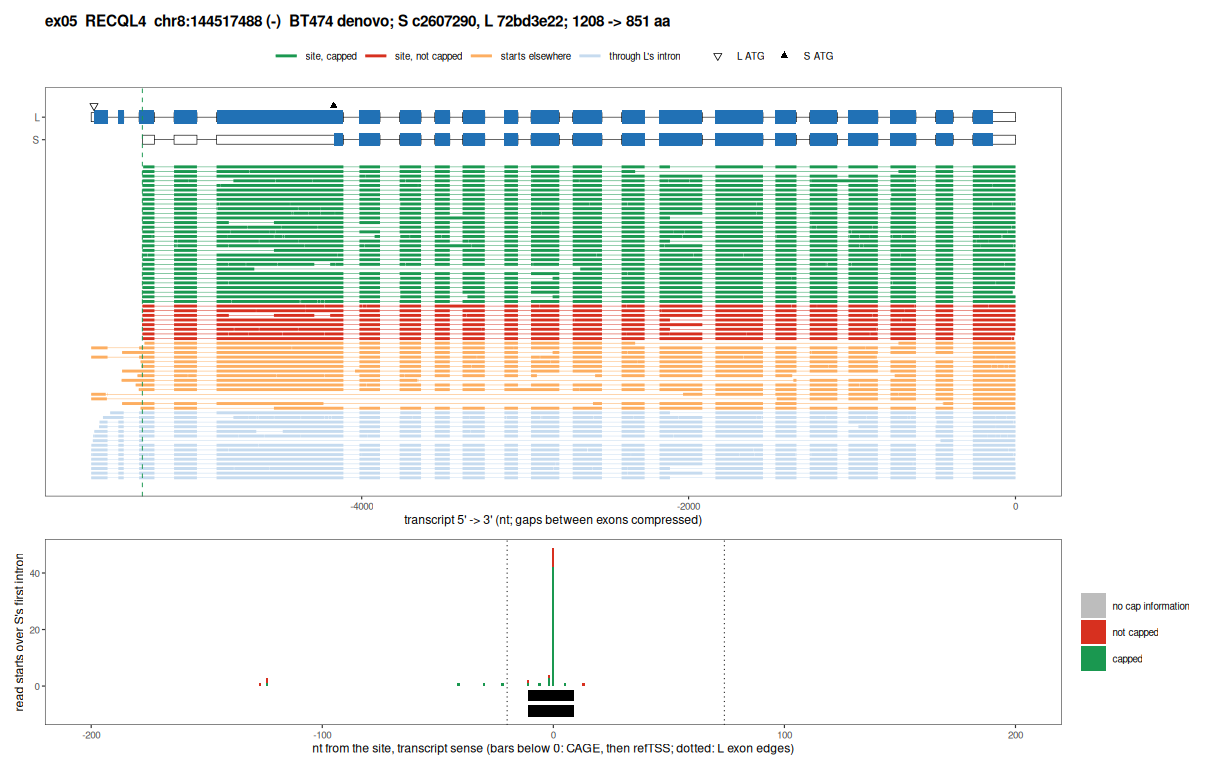 ex05 RECQL4 chr8:144517488 (-) BT474 denovo; S c2607290, L 72bd3e22; 1208 -> 851 aa
site, capped site, not capped starts elsewhere through L's intron L ATG S ATG
L
S
-4000 -2000 0
transcript 5' -> 3' (nt; gaps between exons compressed)
read starts over S's first intron
40
20
0
-200 -100 0 100 200
nt from the site, transcript sense (bars below 0: CAGE, then refTSS; dotted: L exon edges)
no cap information
not capped
capped